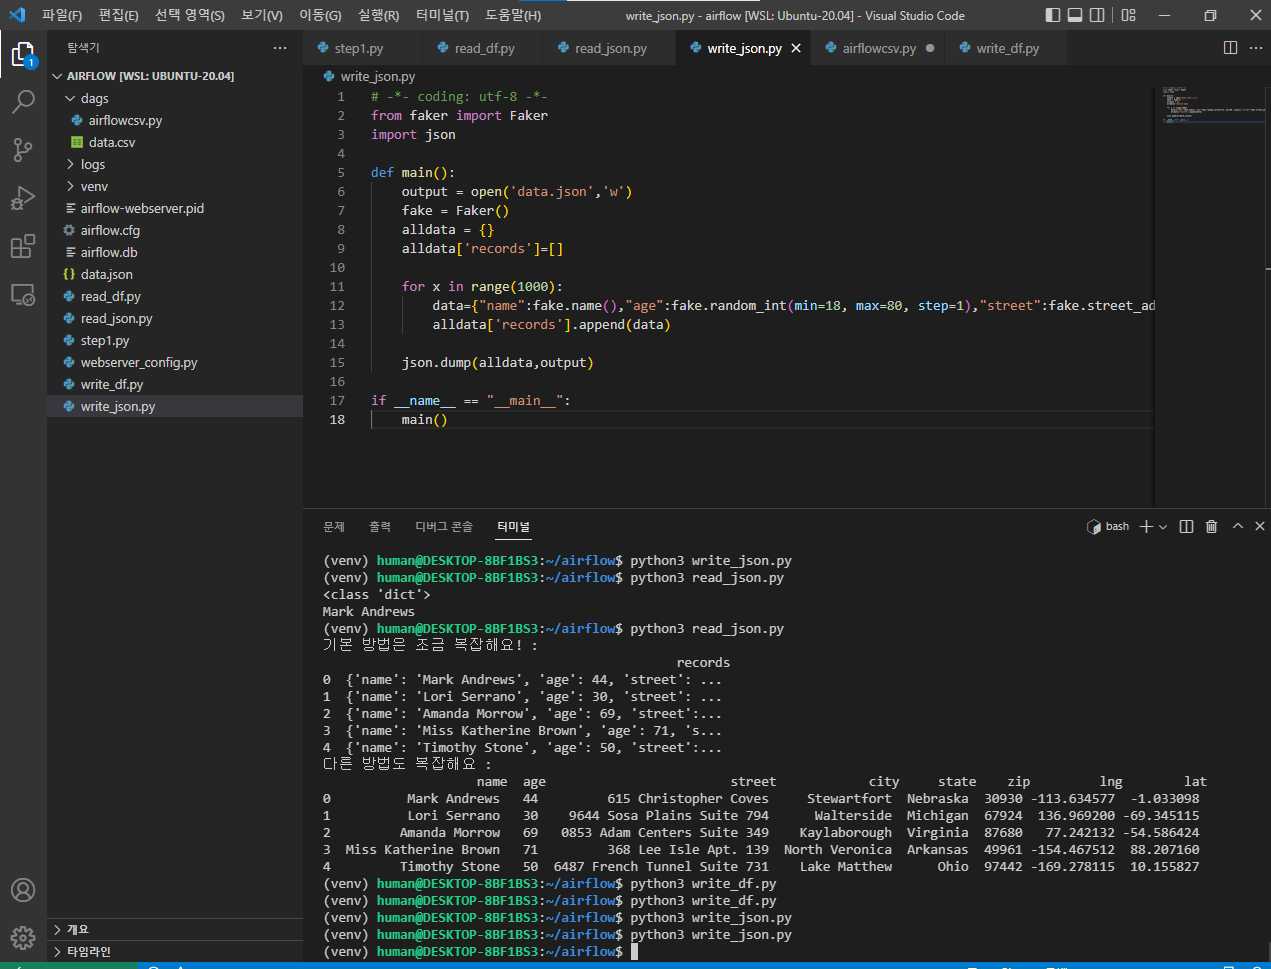 파일(F) 편집(E) 선택 영역(S) 보기(V) 이동(G) 실행(R) 터미널(T) 도움말(H) write_json.py - airflow [WSL: Ubuntu-20.04] - Visual Studio Code
탐색기 ···
1
step1.py read_df.py read_json.py write_json.py airflowcsv.py write_df.py
AIRFLOW [WSL: UBUNTU-20.04]
dags
airflowcsv.py
data.csv
logs
venv
airflow-webserver.pid
airflow.cfg
airflow.db
data.json
read_df.py
read_json.py
step1.py
webserver_config.py
write_df.py
write_json.py
개요
타임라인
write_json.py
1 # -*- coding: utf-8 -*-
2 from faker import Faker
3 import json
4
5 def main():
6     output = open('data.json','w')
7     fake = Faker()
8     alldata = {}
9     alldata['records']=[]
10
11     for x in range(1000):
12         data={"name":fake.name(),"age":fake.random_int(min=18, max=80, step=1),"street":fake.street_ad
13         alldata['records'].append(data)
14
15     json.dump(alldata,output)
16
17 if __name__ == "__main__":
18     main()
문제 출력 디버그 콘솔 터미널 bash
(venv) human@DESKTOP-8BF1BS3:~/airflow$ python3 write_json.py
(venv) human@DESKTOP-8BF1BS3:~/airflow$ python3 read_json.py
<class 'dict'>
Mark Andrews
(venv) human@DESKTOP-8BF1BS3:~/airflow$ python3 read_json.py
기본 방법은 조금 복잡해요! :
records
0 {'name': 'Mark Andrews', 'age': 44, 'street': ...
1 {'name': 'Lori Serrano', 'age': 30, 'street': ...
2 {'name': 'Amanda Morrow', 'age': 69, 'street':...
3 {'name': 'Miss Katherine Brown', 'age': 71, 's...
4 {'name': 'Timothy Stone', 'age': 50, 'street':...
다른 방법도 복잡해요 :
name age street city state zip lng lat
0 Mark Andrews 44 615 Christopher Coves Stewartfort Nebraska 30930 -113.634577 -1.033098
1 Lori Serrano 30 9644 Sosa Plains Suite 794 Walterside Michigan 67924 136.969200 -69.345115
2 Amanda Morrow 69 0853 Adam Centers Suite 349 Kaylaborough Virginia 87680 77.242132 -54.586424
3 Miss Katherine Brown 71 368 Lee Isle Apt. 139 North Veronica Arkansas 49961 -154.467512 88.207160
4 Timothy Stone 50 6487 French Tunnel Suite 731 Lake Matthew Ohio 97442 -169.278115 10.155827
(venv) human@DESKTOP-8BF1BS3:~/airflow$ python3 write_df.py
(venv) human@DESKTOP-8BF1BS3:~/airflow$ python3 write_df.py
(venv) human@DESKTOP-8BF1BS3:~/airflow$ python3 write_json.py
(venv) human@DESKTOP-8BF1BS3:~/airflow$ python3 write_json.py
(venv) human@DESKTOP-8BF1BS3:~/airflow$